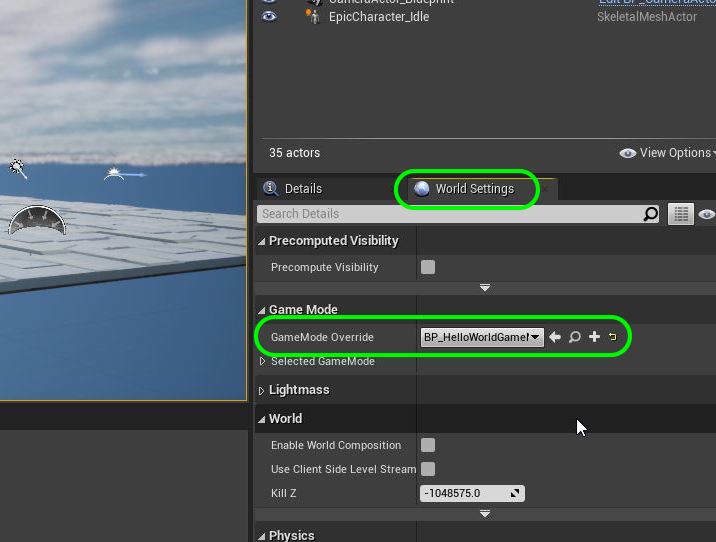 CameraActor_Blueprint Edit BP_CameraActo
EpicCharacter_Idle SkeletalMeshActor
35 actors View Options
Details World Settings
Search Details
Precomputed Visibility
Precompute Visibility
Game Mode
GameMode Override BP_HelloWorldGameM
Selected GameMode
Lightmass
World
Enable World Composition
Use Client Side Level Stream
Kill Z -1048575.0
Physics